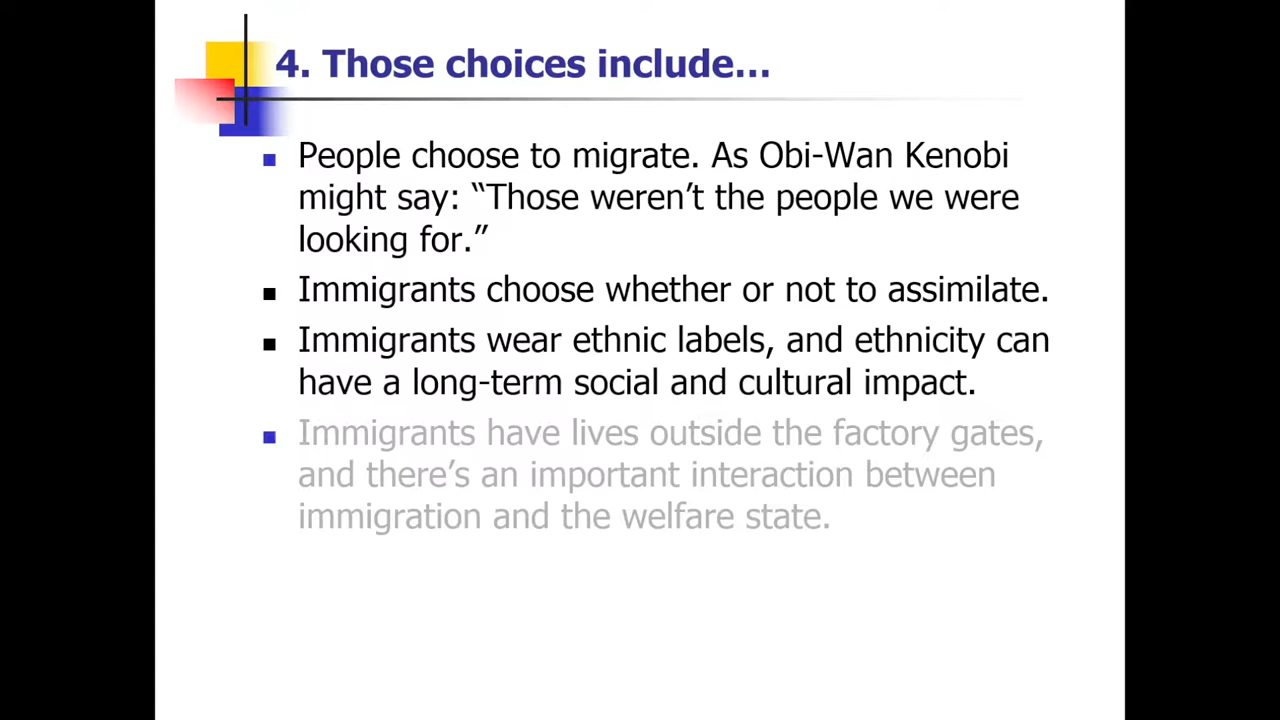 4. Those choices include...
People choose to migrate. As Obi-Wan Kenobi
might say: “Those weren’t the people we were
looking for.”
Immigrants choose whether or not to assimilate.
Immigrants wear ethnic labels, and ethnicity can
have a long-term social and cultural impact.
Immigrants have lives outside the factory gates,
and there’s an important interaction between
immigration and the welfare state.